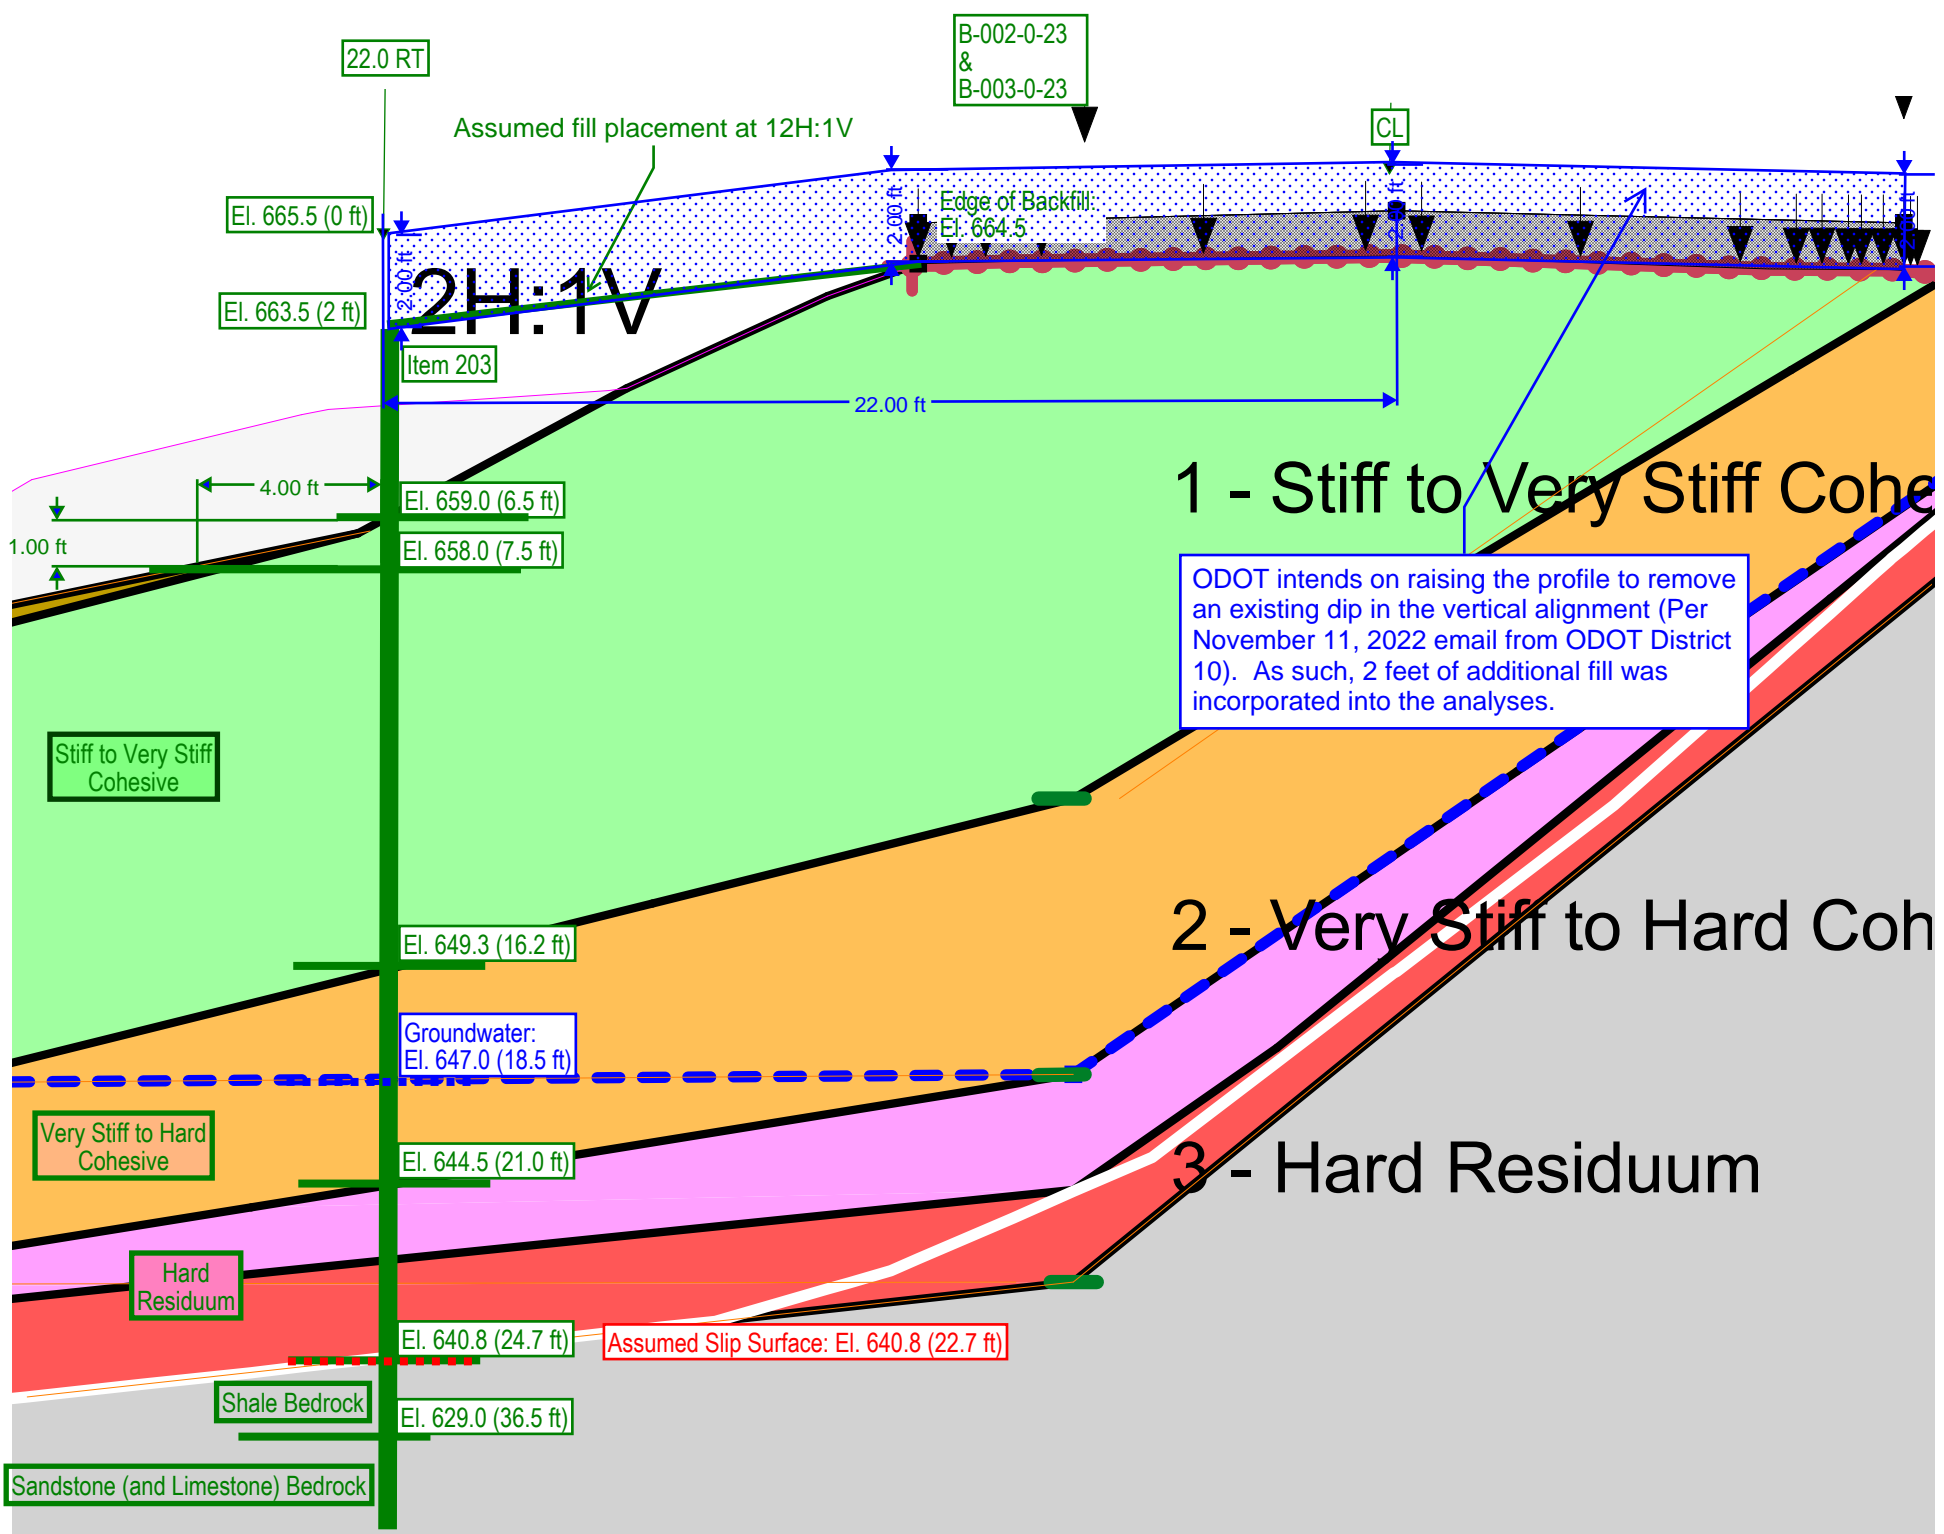 B-002-0-23
&
B-003-0-23
22.0 RT
CL
Assumed fill placement at 12H:1V
El. 665.5 (0 ft)
Edge of Backfill:
El. 664.5
2.00 ft
2.00 ft
2.00 ft
2.00 ft
2H:1V
El. 663.5 (2 ft)
Item 203
22.00 ft
4.00 ft
El. 659.0 (6.5 ft)
1 - Stiff to Very Stiff Cohe
1.00 ft
El. 658.0 (7.5 ft)
ODOT intends on raising the profile to remove
an existing dip in the vertical alignment (Per
November 11, 2022 email from ODOT District
10). As such, 2 feet of additional fill was
incorporated into the analyses.
Stiff to Very Stiff
Cohesive
El. 649.3 (16.2 ft)
2 - Very Stiff to Hard Coh
Groundwater:
El. 647.0 (18.5 ft)
Very Stiff to Hard
Cohesive
El. 644.5 (21.0 ft)
3 - Hard Residuum
Hard
Residuum
El. 640.8 (24.7 ft)
Assumed Slip Surface: El. 640.8 (22.7 ft)
Shale Bedrock
El. 629.0 (36.5 ft)
Sandstone (and Limestone) Bedrock